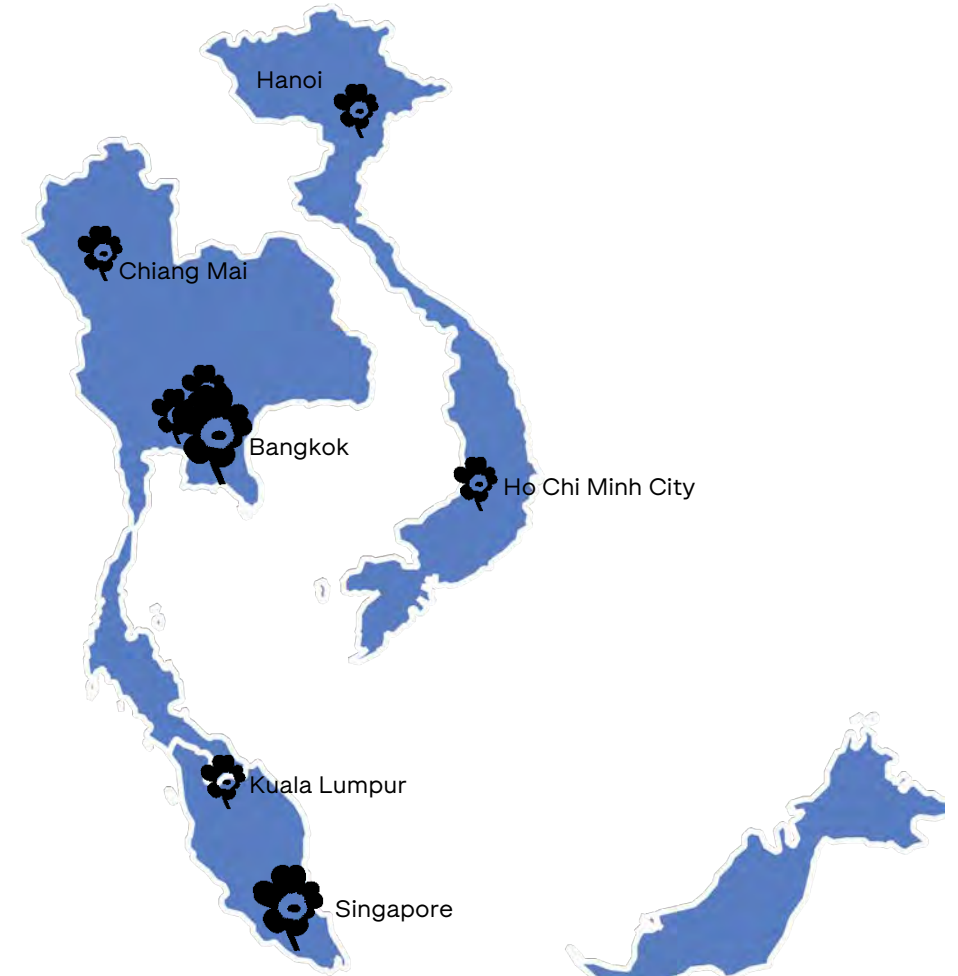 Hanoi
Chiang Mai
Bangkok
Ho Chi Minh City
Kuala Lumpur
Singapore